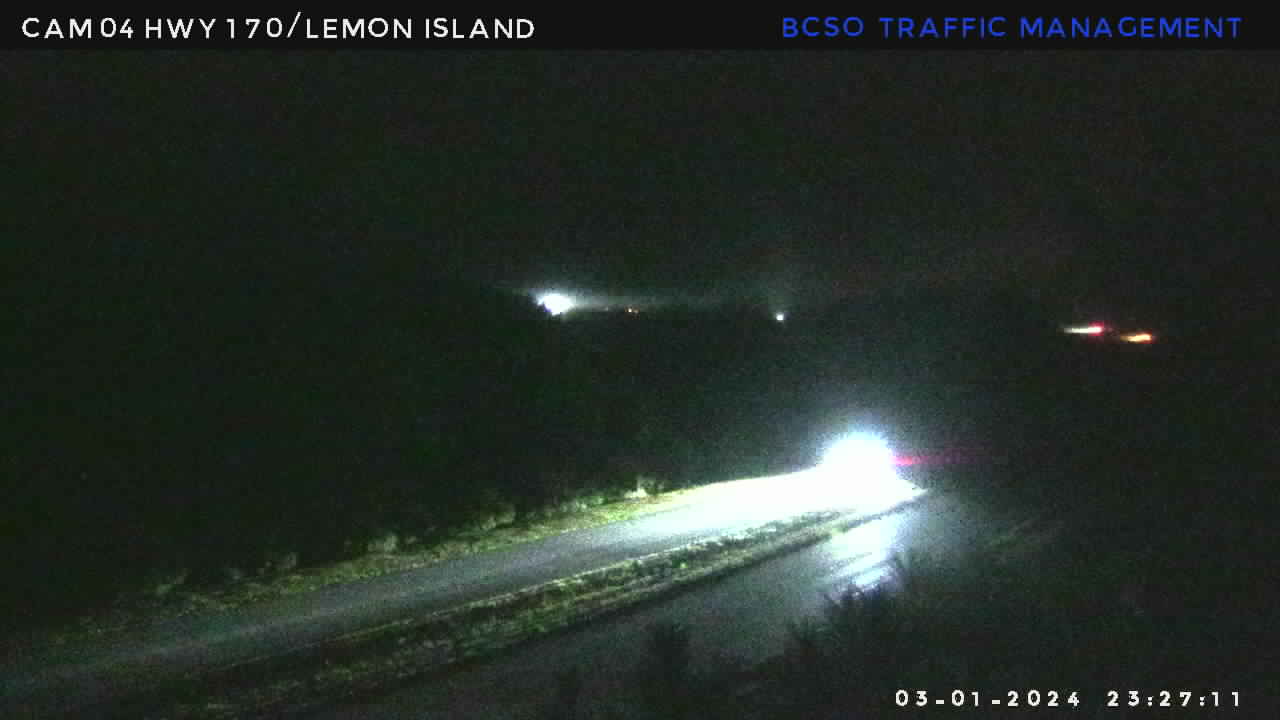 CAM04 HWY 170/LEMON ISLAND
BCSO TRAFFIC MANAGEMENT
03-01-2024 23:27:11